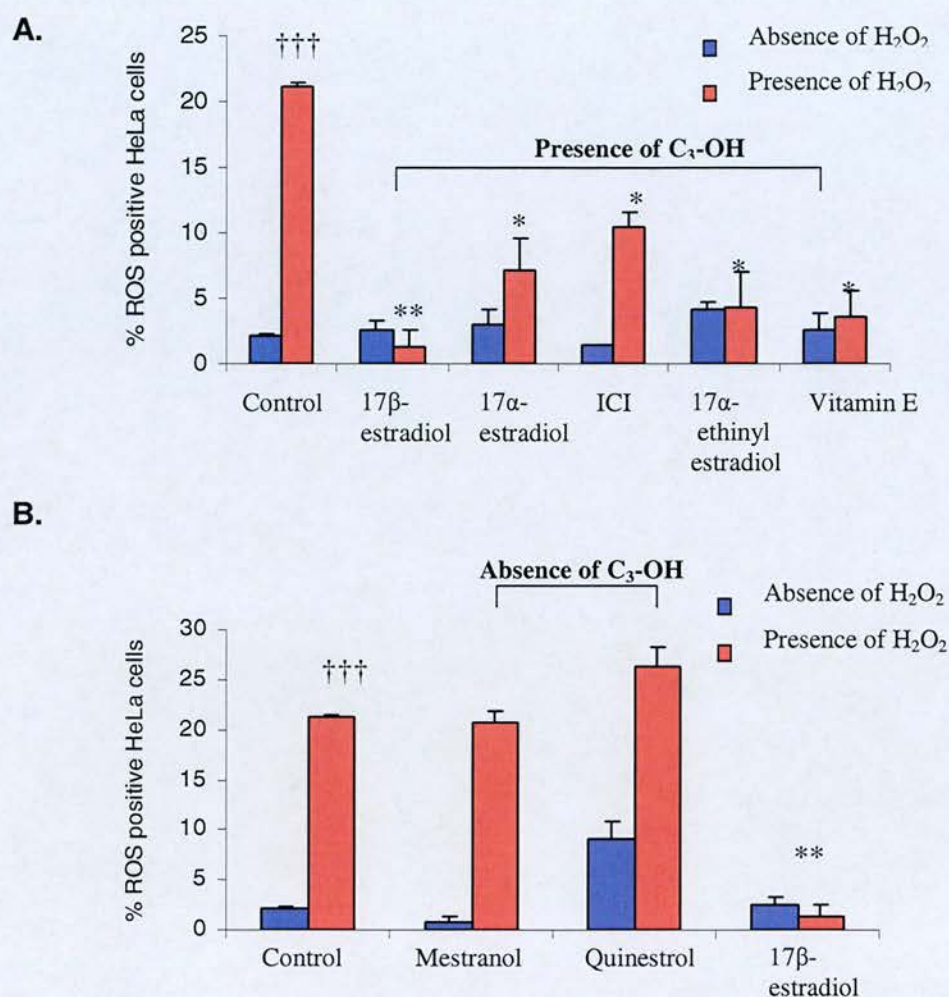 A.
% ROS positive HeLa cells
25
20
15
10
5
0
†††
Absence of H₂O₂
Presence of H₂O₂
Presence of C₃-OH
**
*
*
*
*
Control
17β-
estradiol
17α-
estradiol
ICI
17α-
ethinyl
estradiol
Vitamin E
B.
% ROS positive HeLa cells
30
25
20
15
10
5
0
†††
Absence of C₃-OH
Absence of H₂O₂
Presence of H₂O₂
**
Control
Mestranol
Quinestrol
17β-
estradiol